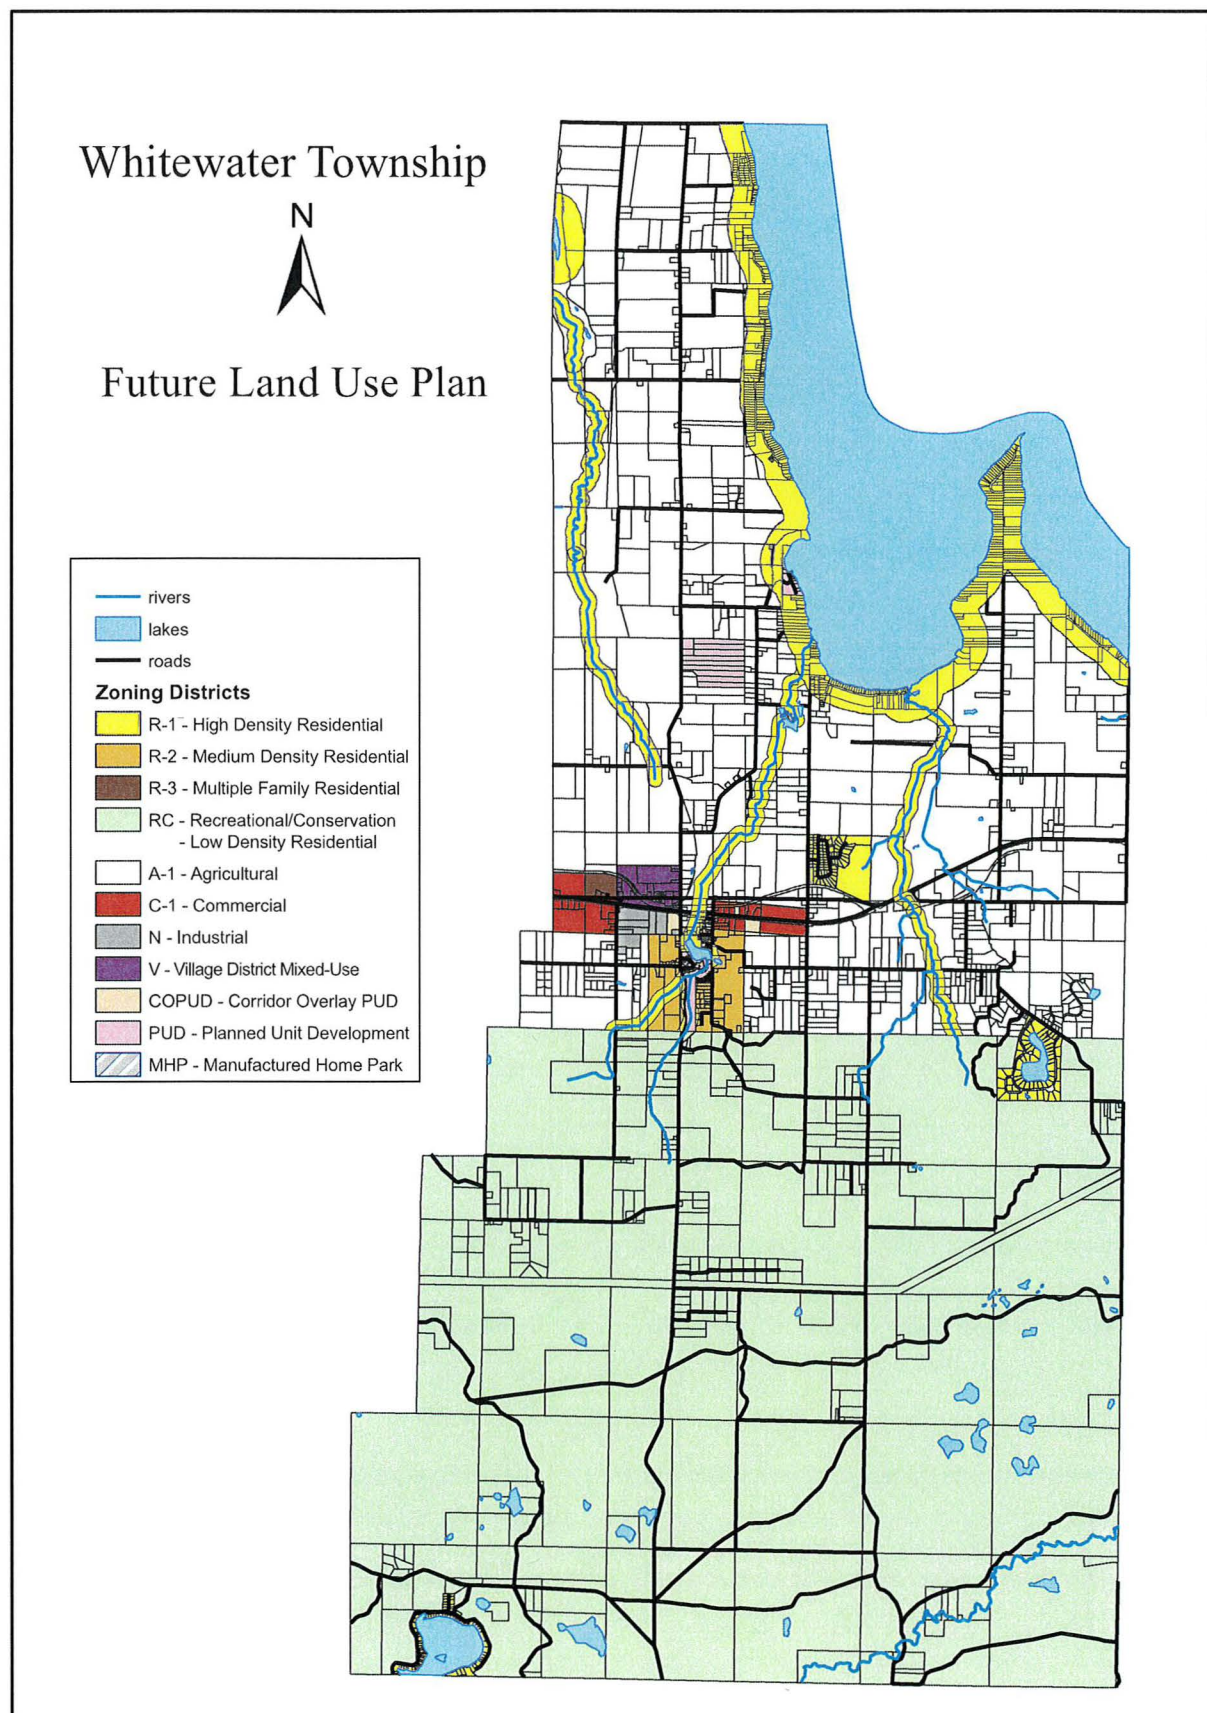 Whitewater Township
N
Future Land Use Plan
rivers
lakes
roads
Zoning Districts
R-1 - High Density Residential
R-2 - Medium Density Residential
R-3 - Multiple Family Residential
RC - Recreational/Conservation
- Low Density Residential
A-1 - Agricultural
C-1 - Commercial
N - Industrial
V - Village District Mixed-Use
COPUD - Corridor Overlay PUD
PUD - Planned Unit Development
MHP - Manufactured Home Park